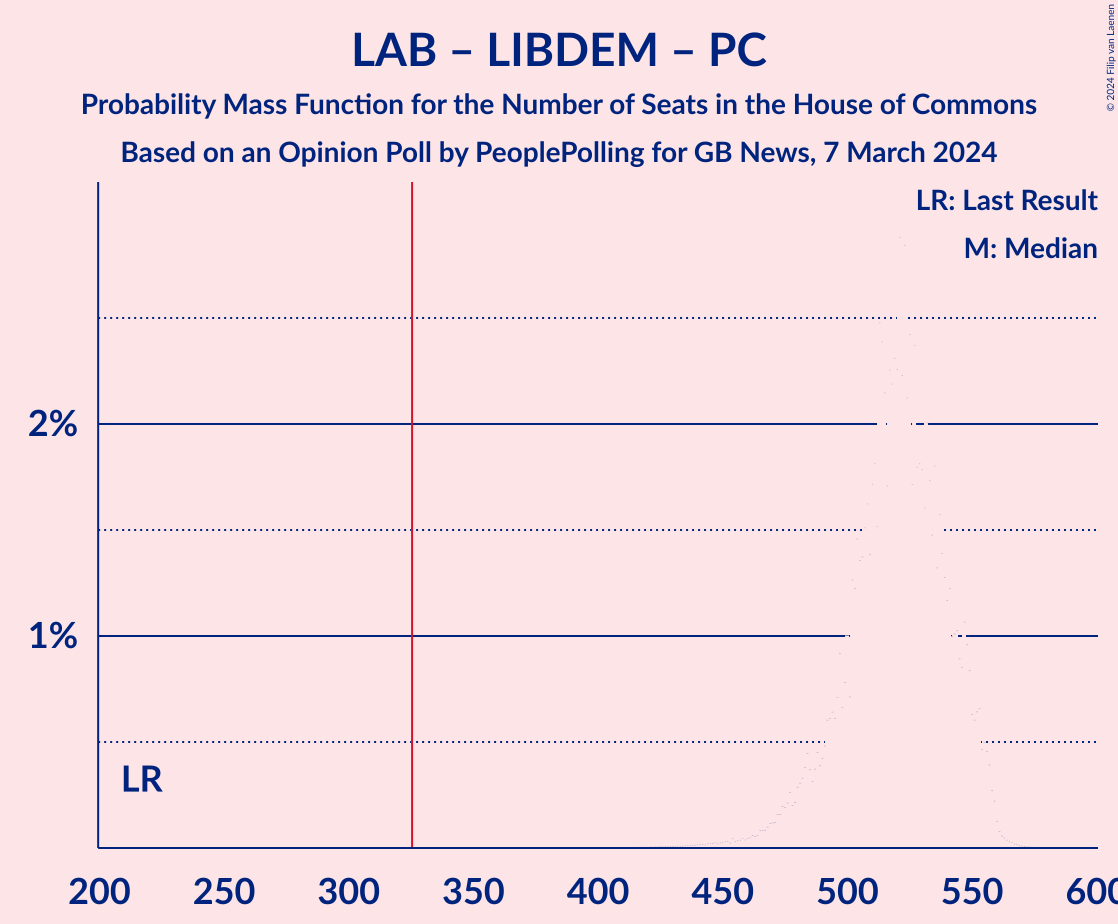 LAB – LIBDEM – PC
Probability Mass Function for the Number of Seats in the House of Commons
Based on an Opinion Poll by PeoplePolling for GB News, 7 March 2024
© 2024 Filip van Laenen
LR: Last Result
M: Median
2%
1%
LR
200 250 300 350 400 450 500 550 600